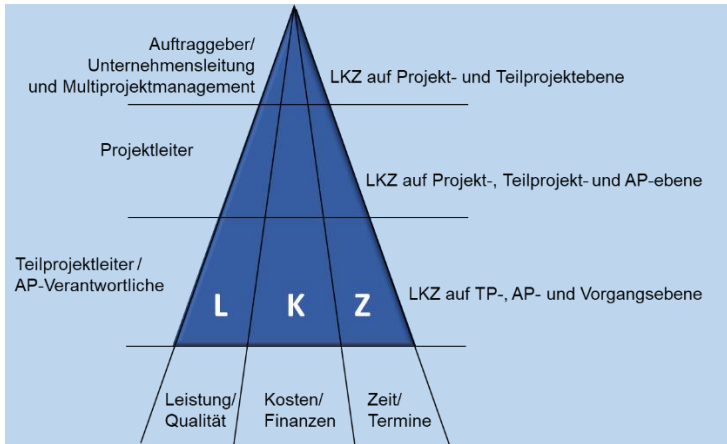 Auftraggeber/
Unternehmensleitung
und Multiprojektmanagement
LKZ auf Projekt- und Teilprojektebene
Projektleiter
LKZ auf Projekt-, Teilprojekt- und AP-ebene
Teilprojektleiter /
AP-Verantwortliche
L K Z
LKZ auf TP-, AP- und Vorgangsebene
Leistung/
Qualität
Kosten/
Finanzen
Zeit/
Termine